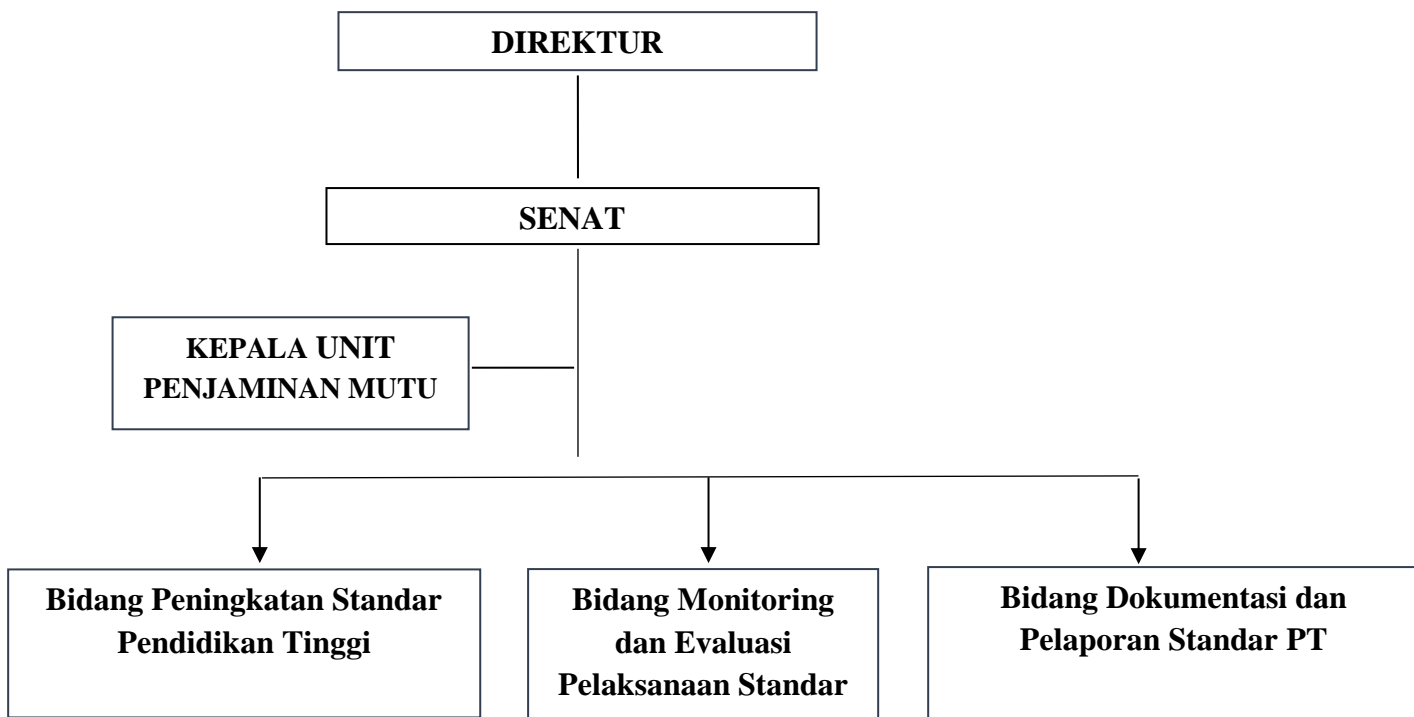 DIREKTUR
SENAT
KEPALA UNIT
PENJAMINAN MUTU
Bidang Peningkatan Standar
Pendidikan Tinggi
Bidang Monitoring
dan Evaluasi
Pelaksanaan Standar
Bidang Dokumentasi dan
Pelaporan Standar PT